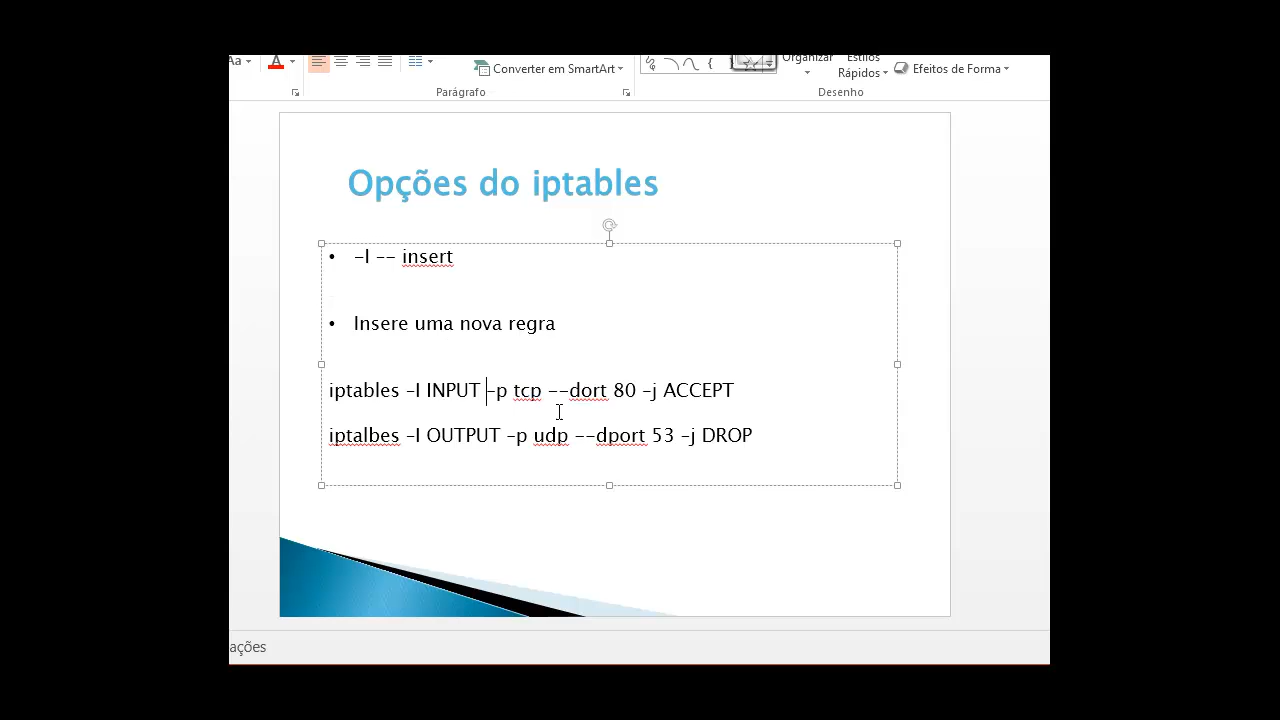 Aa
A
Converter em SmartArt
Organizar
Estilos
Rápidos
Efeitos de Forma
Parágrafo
Desenho
Opções do iptables
• -I -- insert
• Insere uma nova regra
iptables -I INPUT -p tcp --dort 80 -j ACCEPT
iptalbes -I OUTPUT -p udp --dport 53 -j DROP
ações